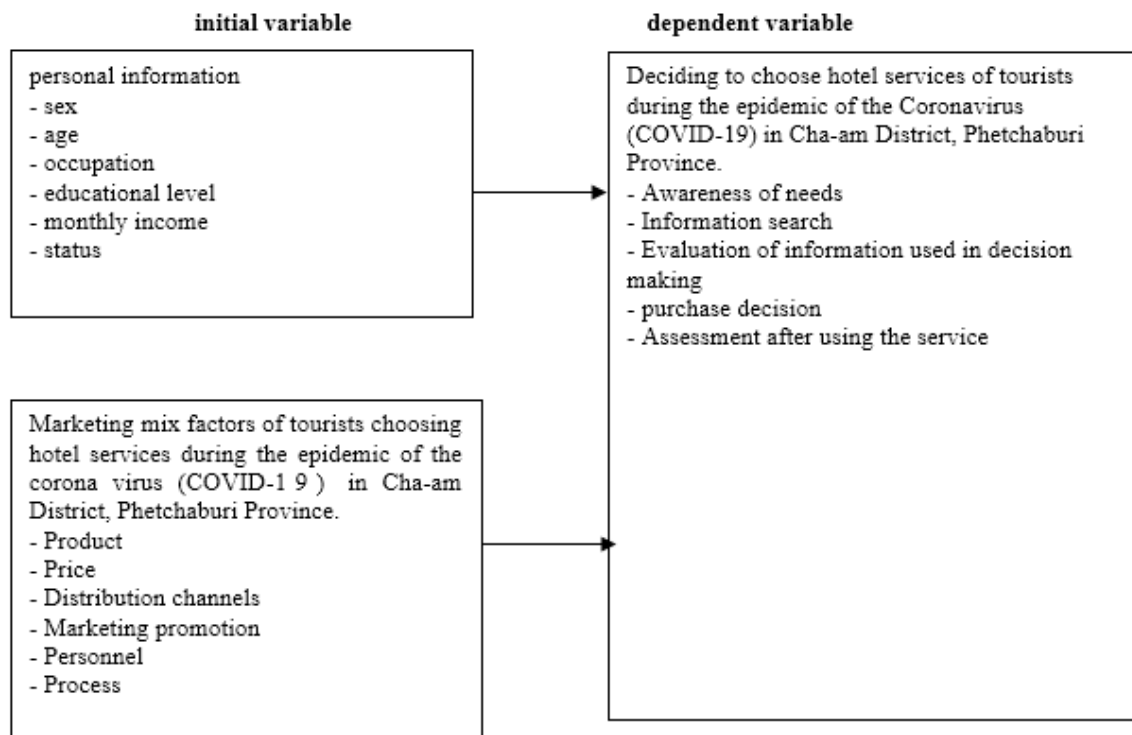 initial variable
dependent variable
personal information
- sex
- age
- occupation
- educational level
- monthly income
- status
Marketing mix factors of tourists choosing
hotel services during the epidemic of the
corona virus (COVID-1 9 ) in Cha-am
District, Phetchaburi Province.
- Product
- Price
- Distribution channels
- Marketing promotion
- Personnel
- Process
Deciding to choose hotel services of tourists
during the epidemic of the Coronavirus
(COVID-19) in Cha-am District, Phetchaburi
Province.
- Awareness of needs
- Information search
- Evaluation of information used in decision
making
- purchase decision
- Assessment after using the service